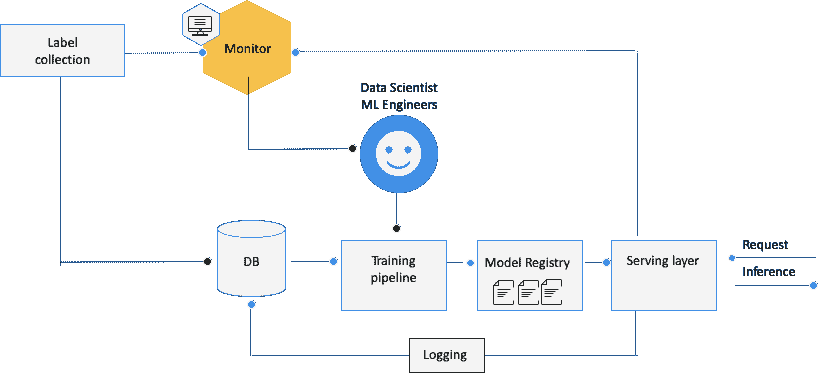 Label
collection
Monitor
Data Scientist
ML Engineers
DB
Training
pipeline
Model Registry
Serving layer
Request
Inference
Logging